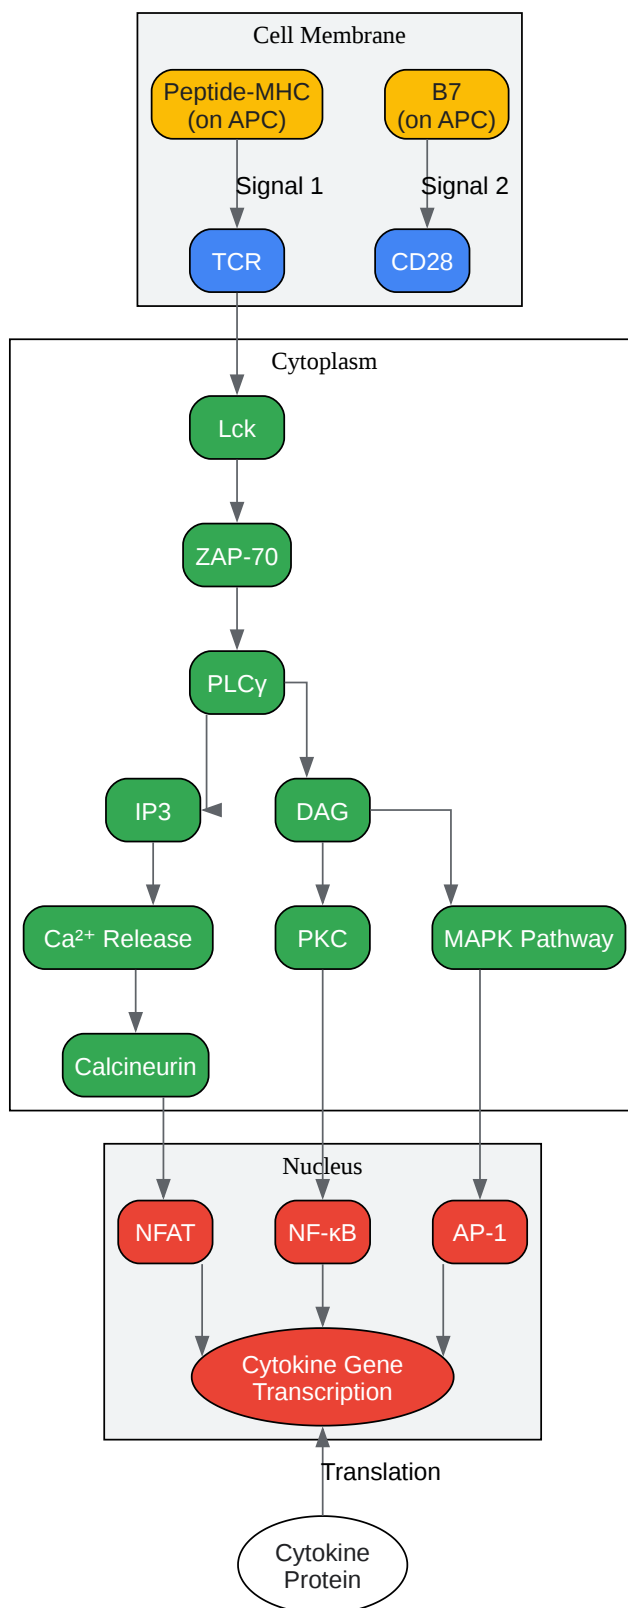 Cell Membrane
Peptide-MHC
(on APC)
B7
(on APC)
Signal 1
Signal 2
TCR
CD28
Cytoplasm
Lck
ZAP-70
PLCγ
IP3
DAG
Ca²⁺ Release
PKC
MAPK Pathway
Calcineurin
Nucleus
NFAT
NF-κB
AP-1
Cytokine Gene
Transcription
Translation
Cytokine
Protein